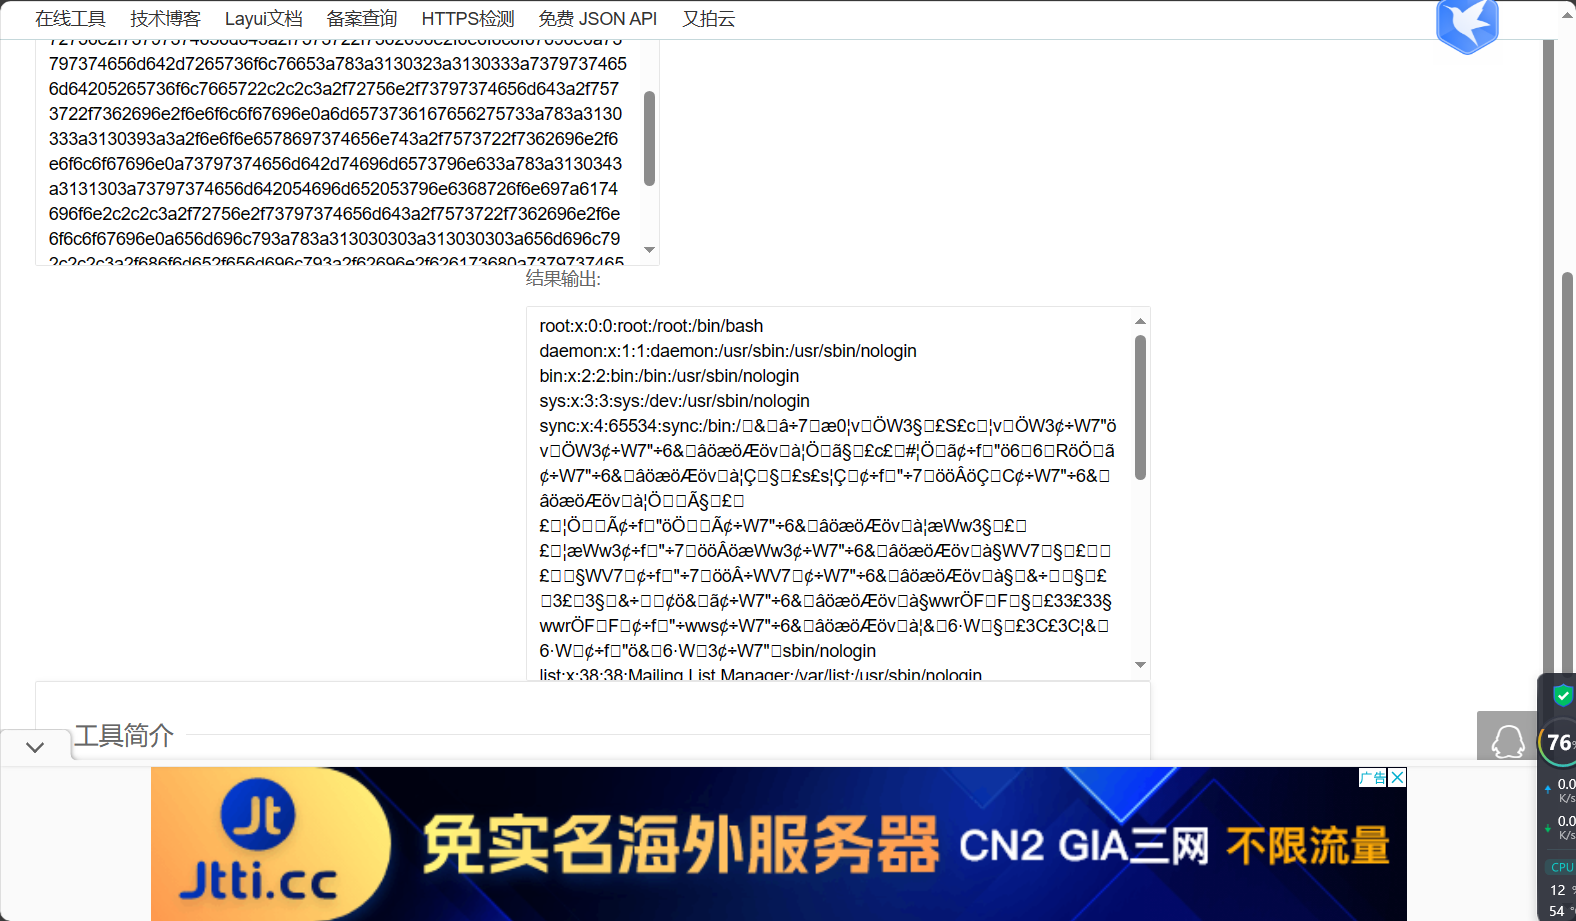 在线工具 技术博客 Layui文档 备案查询 HTTPS检测 免费 JSON API 又拍云
797374656d642d7265736f6c76653a783a3130323a3130333a7379737465
6d64205265736f6c7665722c2c2c3a2f72756e2f73797374656d643a2f757
3722f7362696e2f6e6f6c6f67696e0a6d6573736167656275733a783a3130
333a3130393a3a2f6e6f6e6578697374656e743a2f7573722f7362696e2f6
e6f6c6f67696e0a73797374656d642d74696d6573796e633a783a3130343
a3131303a73797374656d642054696d652053796e6368726f6e697a6174
696f6e2c2c2c3a2f72756e2f73797374656d643a2f7573722f7362696e2f6e
6f6c6f67696e0a656d696c793a783a313030303a313030303a656d696c79
2c2c2c3a2f686f6d652f656d696c793a2f62696e2f626173680a7379737465
结果输出:
root:x:0:0:root:/root:/bin/bash
daemon:x:1:1:daemon:/usr/sbin:/usr/sbin/nologin
bin:x:2:2:bin:/bin:/usr/sbin/nologin
sys:x:3:3:sys:/dev:/usr/sbin/nologin
sync:x:4:65534:sync:/bin:/□&□â÷7□æ0¦v□ÖW3§□£S£c□¦v□ÖW3¢÷W7"ö
v□ÖW3¢÷W7"÷6&□âöæöÆöv□à¦Ö□ã§□£c£□#¦Ö□ã¢÷f□"ö6□6□RöÖ□ã
¢÷W7"÷6&□âöæöÆöv□à¦Ç□§□£s£s¦Ç□¢÷f□"÷7□ööÂöÇ□C¢÷W7"÷6&□
âöæöÆöv□à¦Ö□□Ã§□£□
£□¦Ö□□Ã¢÷f□"öÖ□□Ã¢÷W7"÷6&□âöæöÆöv□à¦æWw3§□£□
£□¦æWw3¢÷f□"÷7□ööÂöæWw3¢÷W7"÷6&□âöæöÆöv□à§WV7□§□£□□
£□□§WV7□¢÷f□"÷7□ööÂ÷WV7□¢÷W7"÷6&□âöæöÆöv□à§□&÷□□§□£
□3£□3§□&÷□□¢ö&□ã¢÷W7"÷6&□âöæöÆöv□à§wwrÖF□F□§□£33£33§
wwrÖF□F□¢÷f□"÷wws¢÷W7"÷6&□âöæöÆöv□à¦&□6·W□§□£3C£3C¦&□
6·W□¢÷f□"ö&□6·W□3¢÷W7"□sbin/nologin
list:x:38:38:Mailing List Manager:/var/list:/usr/sbin/nologin
工具简介
广告
Jt
Jtti.cc
免实名海外服务器 CN2 GIA三网 不限流量
76%
0.0
K/s
0.0
K/s
CPU
12 %
54 °